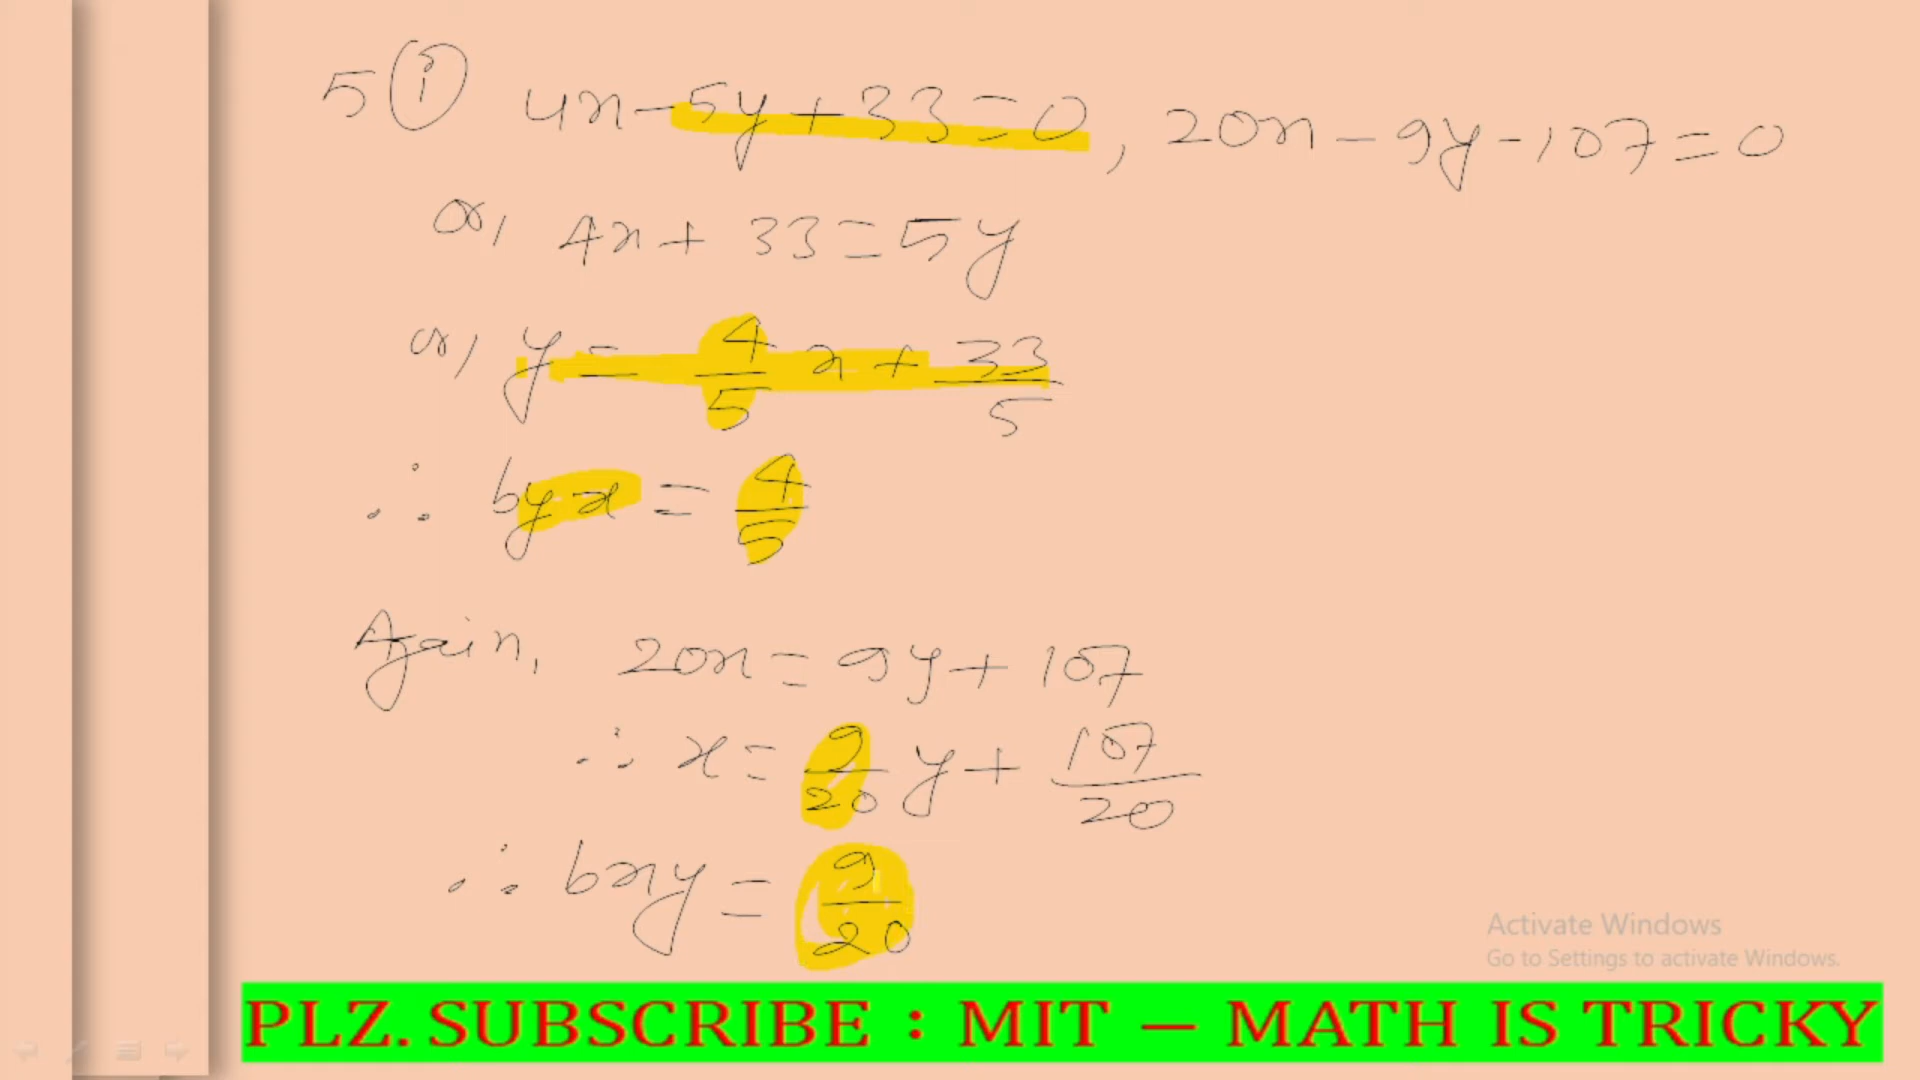 5 (i) 4x - 5y + 33 = 0, 20x - 9y - 107 = 0
or, 4x + 33 = 5y
or, y = 4/5 x + 33/5
∴ byx = 4/5
Again, 20x = 9y + 107
∴ x = 9/20 y + 107/20
∴ bxy = 9/20
Activate Windows
Go to Settings to activate Windows.
PLZ. SUBSCRIBE : MIT – MATH IS TRICKY